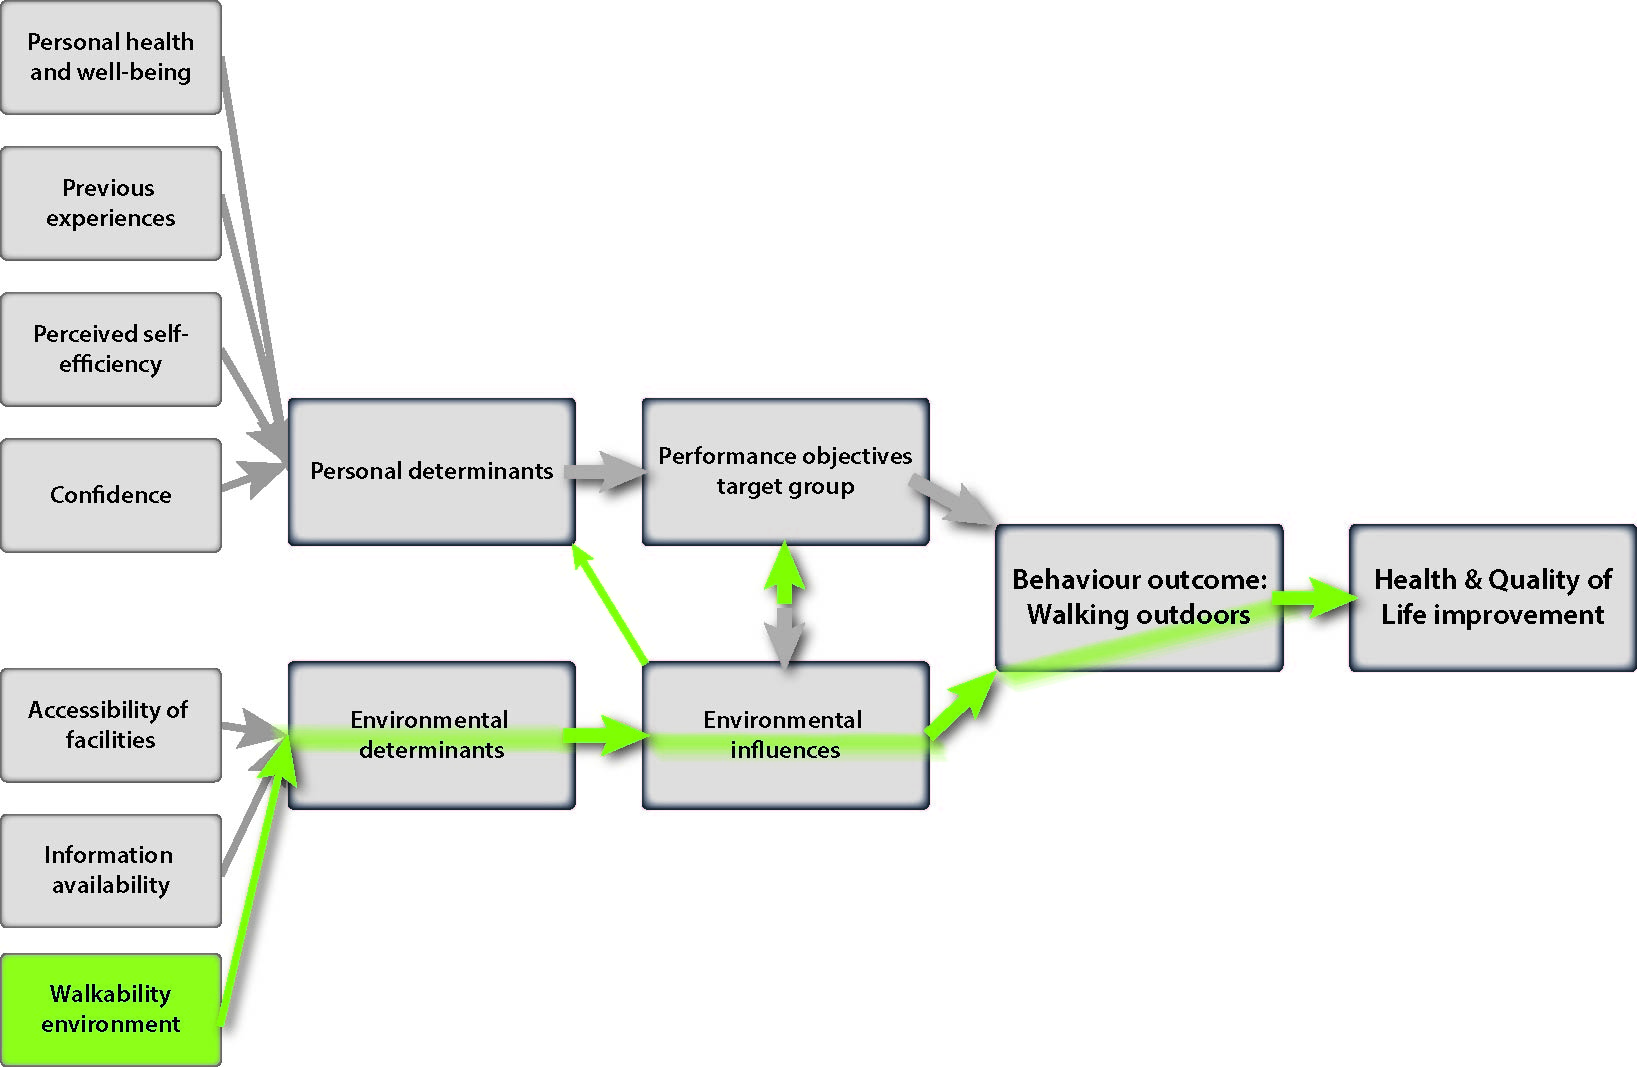 Personal health
and well-being
Previous
experiences
Perceived self-
efficiency
Confidence
Personal determinants
Performance objectives
target group
Behaviour outcome:
Walking outdoors
Health & Quality of
Life improvement
Accessibility of
facilities
Environmental
determinants
Environmental
influences
Information
availability
Walkability
environment